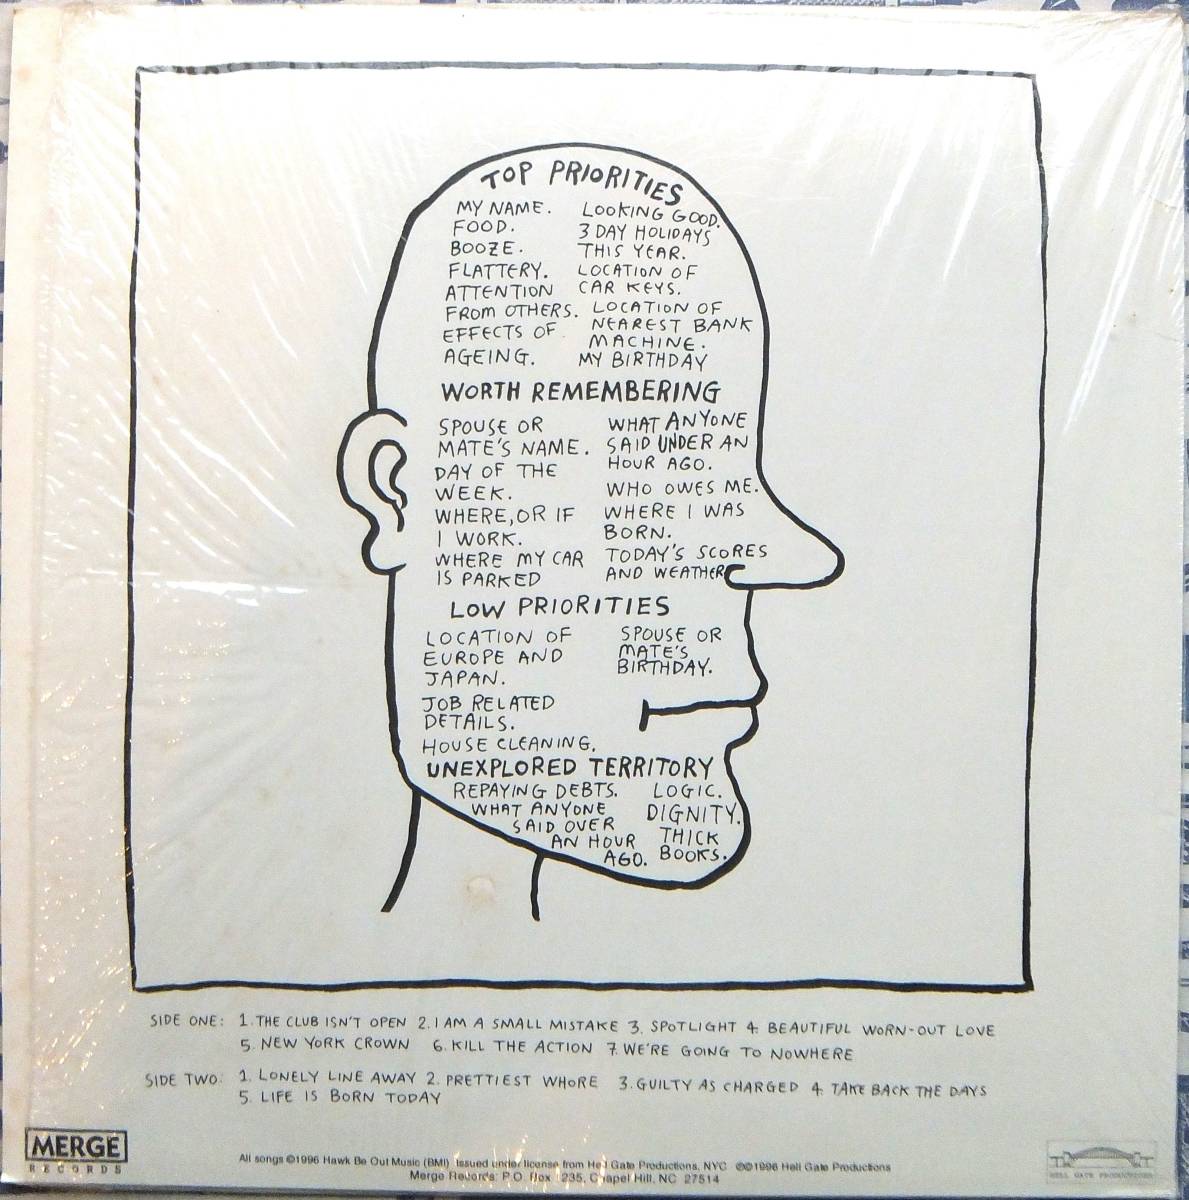 TOP PRIORITIES
MY NAME.
FOOD.
BOOZE.
FLATTERY.
ATTENTION
FROM OTHERS.
EFFECTS OF
AGEING.
LOOKING GOOD.
3 DAY HOLIDAYS
THIS YEAR.
LOCATION OF
CAR KEYS.
LOCATION OF
NEAREST BANK
MACHINE.
MY BIRTHDAY
WORTH REMEMBERING
SPOUSE OR
MATE'S NAME.
DAY OF THE
WEEK.
WHERE, OR IF
I WORK.
WHERE MY CAR
IS PARKED
WHAT ANYONE
SAID UNDER AN
HOUR AGO.
WHO OWES ME.
WHERE I WAS
BORN.
TODAY'S SCORES
AND WEATHER
LOW PRIORITIES
LOCATION OF
EUROPE AND
JAPAN.
JOB RELATED
DETAILS.
HOUSE CLEANING.
SPOUSE OR
MATE'S
BIRTHDAY.
UNEXPLORED TERRITORY
REPAYING DEBTS.
WHAT ANYONE
SAID OVER
AN HOUR
AGO.
LOGIC.
DIGNITY.
THICK
BOOKS.
SIDE ONE: 1. THE CLUB ISN'T OPEN 2. I AM A SMALL MISTAKE 3. SPOTLIGHT 4. BEAUTIFUL WORN-OUT LOVE
5. NEW YORK CROWN 6. KILL THE ACTION 7. WE'RE GOING TO NOWHERE
SIDE TWO: 1. LONELY LINE AWAY 2. PRETTIEST WHORE 3. GUILTY AS CHARGED 4. TAKE BACK THE DAYS
5. LIFE IS BORN TODAY
MERGE
RECORDS
All songs ©1996 Hawk Be Out Music (BMI) Issued under license from Hell Gate Productions, NYC ℗©1996 Hell Gate Productions
Merge Records P.O. Box 235, Chapel Hill, NC 27514
HELL GATE PRODUCTIONS